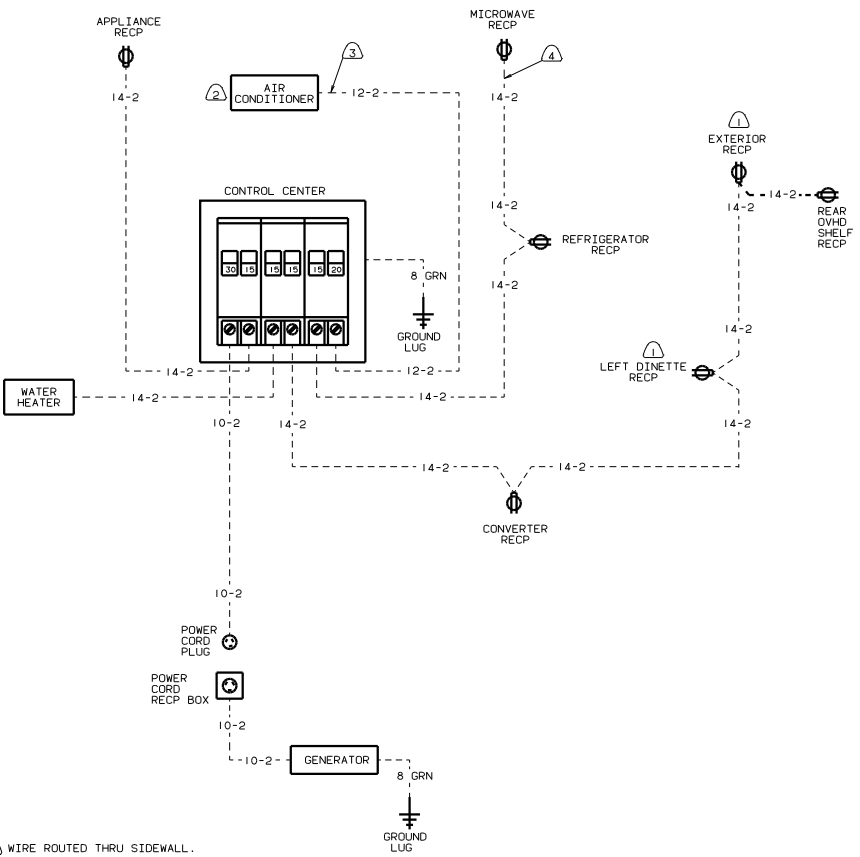 APPLIANCE
RECP
MICROWAVE
RECP
3
4
14-2
2
AIR
CONDITIONER
12-2
14-2
1
EXTERIOR
RECP
CONTROL CENTER
14-2
14-2
14-2
REAR
OVHD
SHELF
RECP
REFRIGERATOR
RECP
30 15 15 15 15 20
8 GRN
14-2
GROUND
LUG
14-2
1
LEFT DINETTE
RECP
14-2
12-2
WATER
HEATER
14-2
14-2
10-2
14-2
14-2
14-2
14-2
CONVERTER
RECP
10-2
POWER
CORD
PLUG
POWER
CORD
RECP BOX
10-2
10-2
GENERATOR
8 GRN
GROUND
LUG
WIRE ROUTED THRU SIDEWALL.